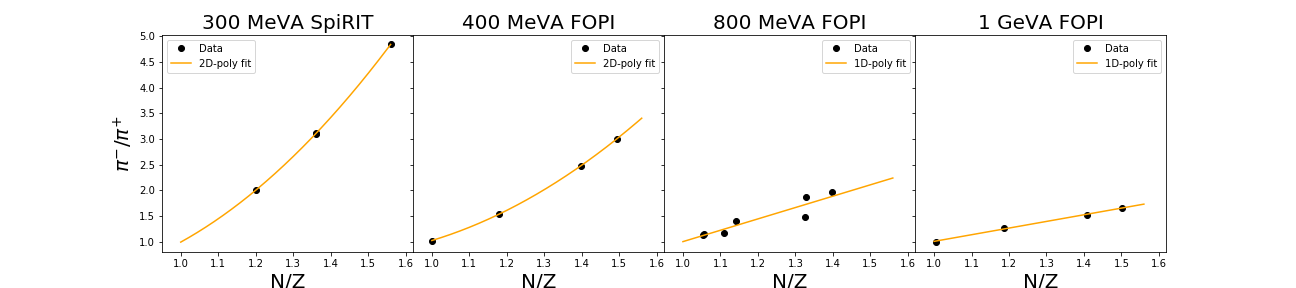 300 MeVA SpiRIT
400 MeVA FOPI
800 MeVA FOPI
1 GeVA FOPI
π⁻/π⁺
5.0
4.5
4.0
3.5
3.0
2.5
2.0
1.5
1.0
Data
2D-poly fit
Data
2D-poly fit
Data
1D-poly fit
Data
1D-poly fit
1.0 1.1 1.2 1.3 1.4 1.5 1.6
1.0 1.1 1.2 1.3 1.4 1.5 1.6
1.0 1.1 1.2 1.3 1.4 1.5 1.6
1.0 1.1 1.2 1.3 1.4 1.5 1.6
N/Z
N/Z
N/Z
N/Z